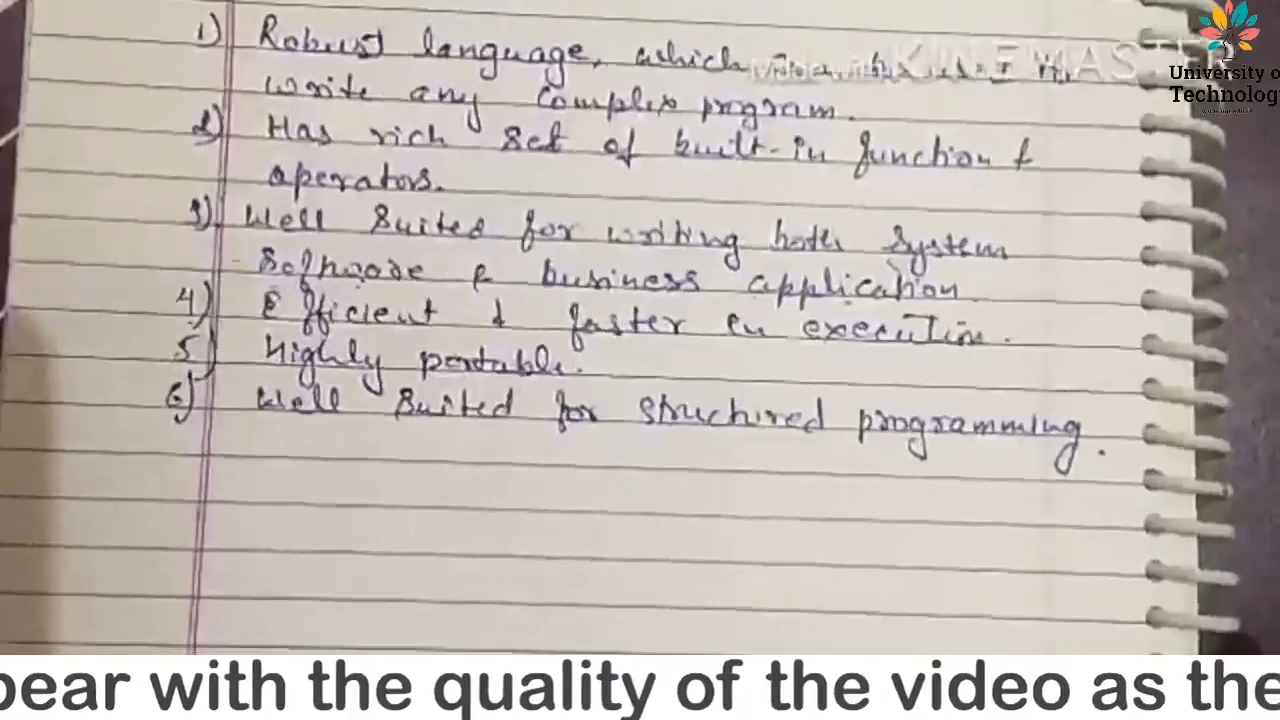 1) Robust language, which
write any complex program.
2) Has rich set of built-in function &
operators.
3) Well suited for writing both system
Software & business application
4) Efficient & faster in execution.
5) Highly portable.
6) Well suited for structured programming.
KINEMASTER
University o
Technology
bear with the quality of the video as the